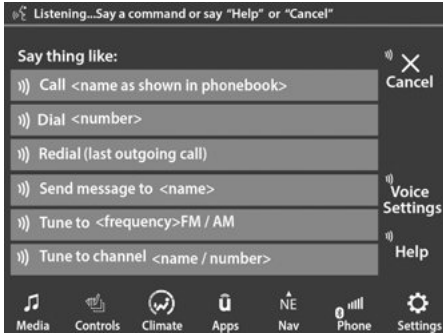 Listening...Say a command or say “Help” or “Cancel”
Say thing like:
Cancel
Call <name as shown in phonebook>
Dial <number>
Redial (last outgoing call)
Send message to <name>
Voice
Settings
Tune to <frequency>FM / AM
Help
Tune to channel <name / number>
NE
Media Controls Climate Apps Nav Phone Settings